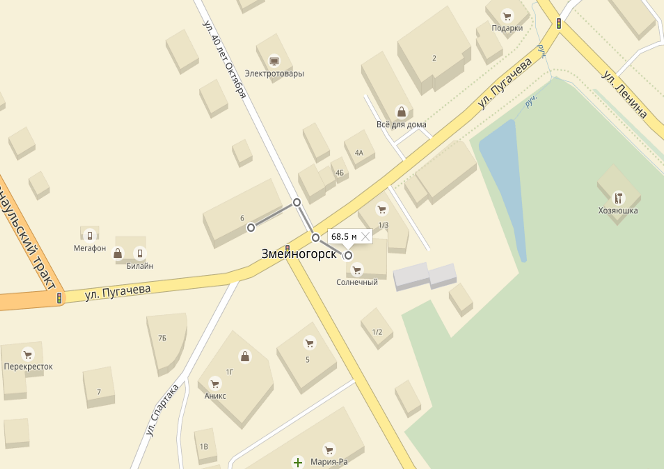 Подарки
руч.
2
ул. Пугачева
ул. Ленина
ул. 40 лет Октября
Электротовары
руч.
Всё для дома
4А
4Б
Хозяюшка
1/3
6
68.5 м
Мегафон
Билайн
Змеиногорск
Солнечный
наульский тракт
ул. Пугачева
7Б
1/2
5
Перекресток
1Г
7
Аникс
ул. Спартака
1В
Мария-Ра